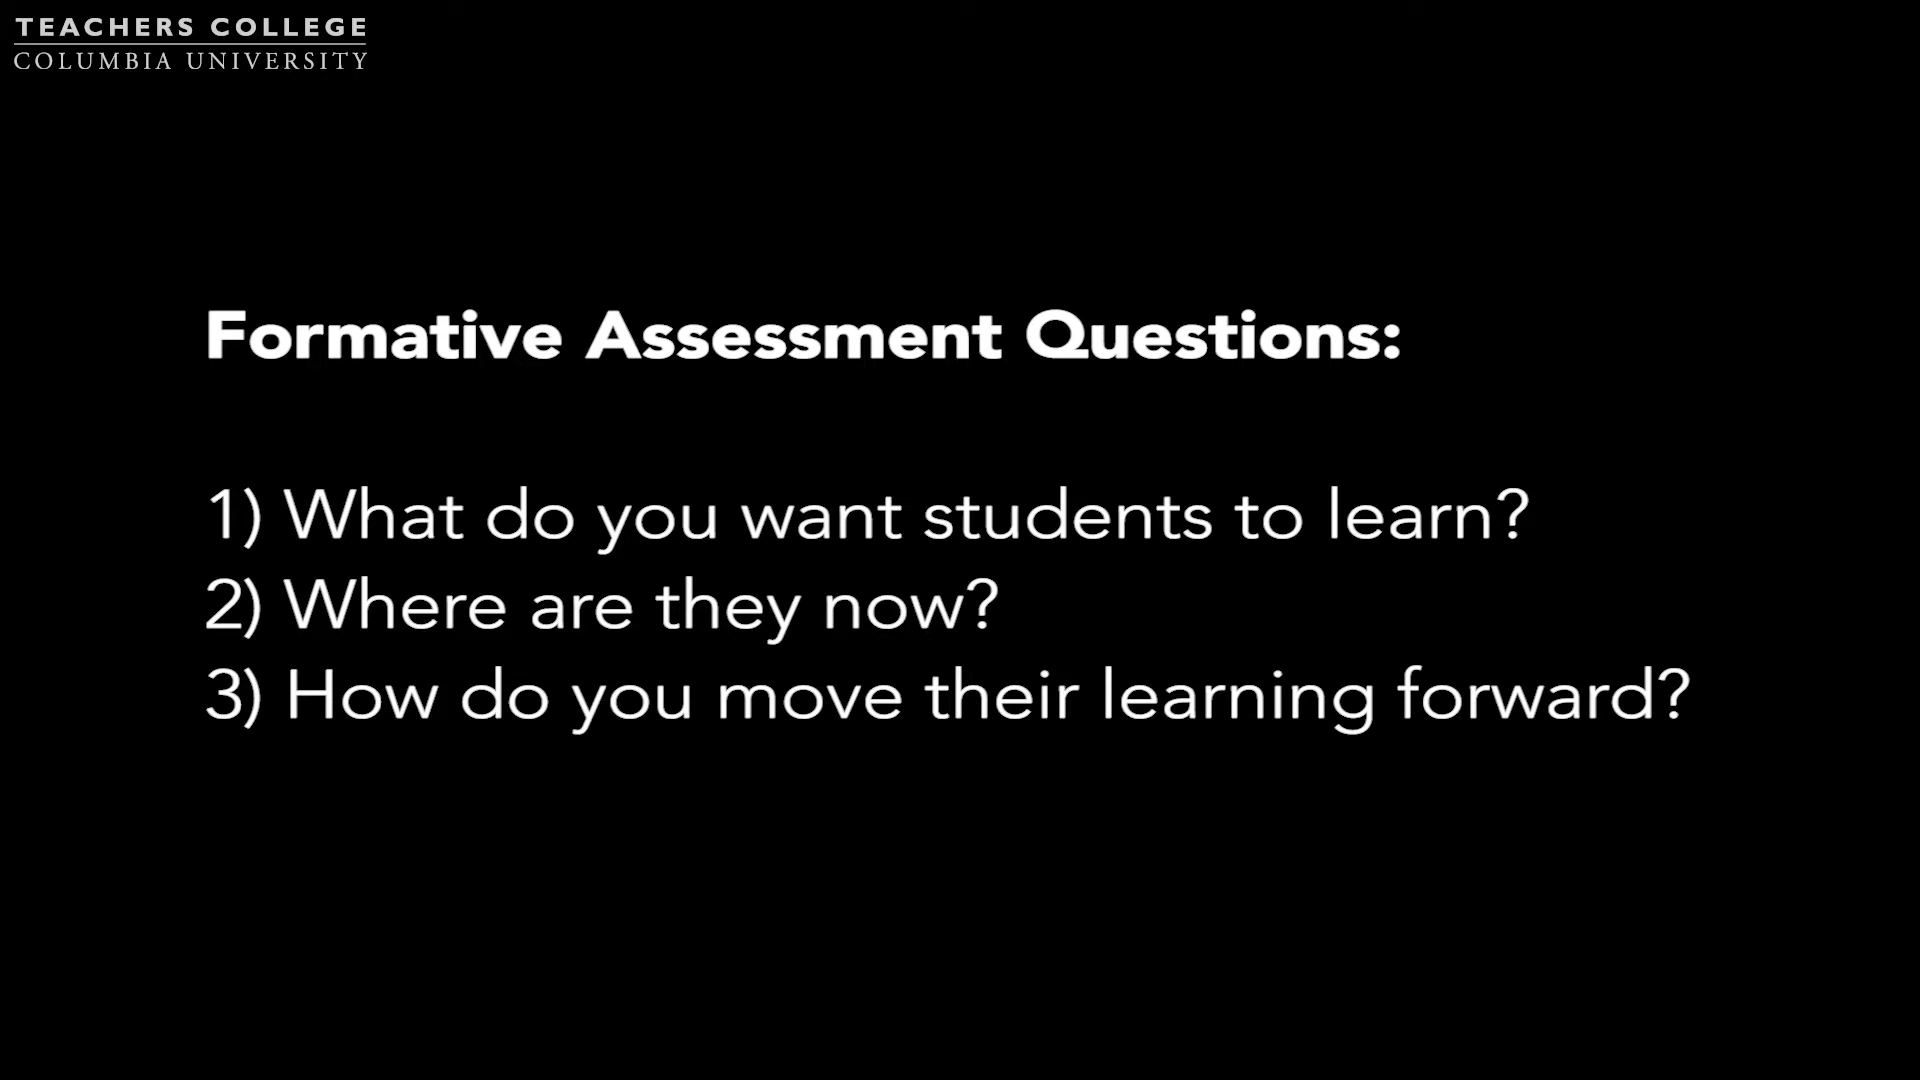 TEACHERS COLLEGE
COLUMBIA UNIVERSITY
Formative Assessment Questions:
1) What do you want students to learn?
2) Where are they now?
3) How do you move their learning forward?